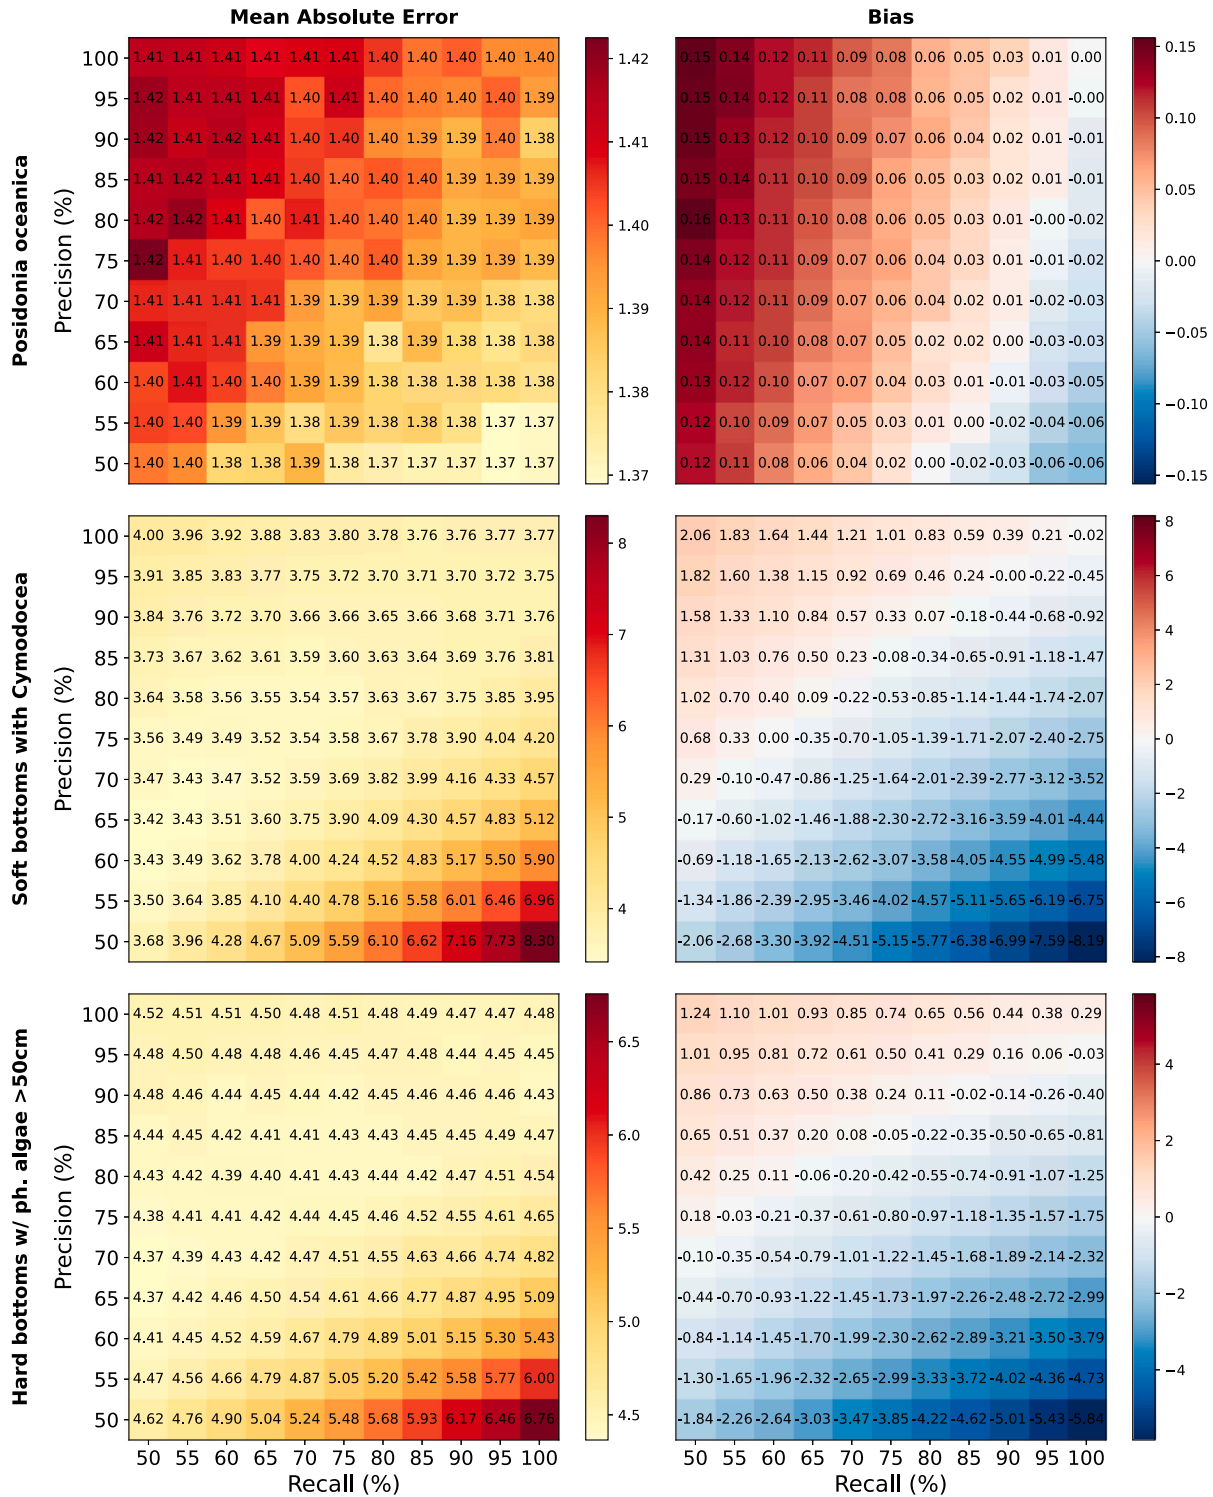 Mean Absolute Error
Bias
Posidonia oceanica
Precision (%)
100 1.41 1.41 1.41 1.41 1.41 1.41 1.40 1.40 1.40 1.40 1.40
95 1.42 1.41 1.41 1.41 1.40 1.41 1.40 1.40 1.40 1.40 1.39
90 1.42 1.41 1.42 1.41 1.40 1.40 1.40 1.39 1.39 1.40 1.38
85 1.41 1.42 1.41 1.41 1.40 1.40 1.40 1.40 1.39 1.39 1.39
80 1.42 1.42 1.41 1.40 1.41 1.40 1.40 1.40 1.39 1.39 1.39
75 1.42 1.41 1.40 1.40 1.40 1.40 1.40 1.39 1.39 1.39 1.39
70 1.41 1.41 1.41 1.41 1.39 1.39 1.39 1.39 1.39 1.38 1.38
65 1.41 1.41 1.41 1.39 1.39 1.39 1.38 1.39 1.38 1.38 1.38
60 1.40 1.41 1.40 1.40 1.39 1.39 1.38 1.38 1.38 1.38 1.38
55 1.40 1.40 1.39 1.39 1.38 1.39 1.38 1.38 1.38 1.37 1.37
50 1.40 1.40 1.38 1.38 1.39 1.38 1.37 1.37 1.37 1.37 1.37
1.42
1.41
1.40
1.39
1.38
1.37
0.15 0.14 0.12 0.11 0.09 0.08 0.06 0.05 0.03 0.01 0.00
0.15 0.14 0.12 0.11 0.08 0.08 0.06 0.05 0.02 0.01 -0.00
0.15 0.13 0.12 0.10 0.09 0.07 0.06 0.04 0.02 0.00 -0.01
0.15 0.14 0.11 0.10 0.09 0.06 0.05 0.03 0.02 0.01 -0.01
0.16 0.13 0.11 0.10 0.08 0.06 0.05 0.03 0.01 -0.00 -0.02
0.14 0.12 0.11 0.09 0.07 0.06 0.05 0.03 0.01 -0.01 -0.02
0.14 0.12 0.11 0.09 0.07 0.06 0.04 0.02 0.01 -0.02 -0.03
0.14 0.11 0.10 0.08 0.07 0.05 0.02 0.02 0.00 -0.03 -0.03
0.13 0.12 0.10 0.07 0.07 0.04 0.03 0.01 -0.01 -0.03 -0.05
0.12 0.10 0.09 0.07 0.05 0.03 0.01 0.00 -0.02 -0.04 -0.06
0.12 0.11 0.08 0.06 0.04 0.02 0.00 -0.02 -0.03 -0.06 -0.06
0.15
0.10
0.05
0.00
−0.05
−0.10
−0.15
Soft bottoms with Cymodocea
Precision (%)
100 4.00 3.96 3.92 3.88 3.83 3.80 3.78 3.76 3.76 3.77 3.77
95 3.91 3.85 3.83 3.77 3.75 3.72 3.70 3.71 3.70 3.72 3.75
90 3.84 3.76 3.72 3.70 3.66 3.66 3.65 3.66 3.68 3.71 3.76
85 3.73 3.67 3.62 3.61 3.59 3.60 3.63 3.64 3.69 3.76 3.81
80 3.64 3.58 3.56 3.55 3.54 3.57 3.63 3.67 3.75 3.85 3.95
75 3.56 3.49 3.49 3.52 3.54 3.58 3.67 3.78 3.90 4.04 4.20
70 3.47 3.43 3.47 3.52 3.59 3.69 3.82 3.99 4.16 4.33 4.57
65 3.42 3.43 3.51 3.60 3.75 3.90 4.09 4.30 4.57 4.83 5.12
60 3.43 3.49 3.62 3.78 4.00 4.24 4.52 4.83 5.17 5.50 5.90
55 3.50 3.64 3.85 4.10 4.40 4.78 5.16 5.58 6.01 6.46 6.96
50 3.68 3.96 4.28 4.67 5.09 5.59 6.10 6.62 7.16 7.73 8.30
8
7
6
5
4
2.06 1.83 1.64 1.44 1.21 1.01 0.83 0.59 0.39 0.21 -0.02
1.82 1.60 1.38 1.15 0.92 0.69 0.46 0.24 -0.00 -0.22 -0.45
1.58 1.33 1.10 0.84 0.57 0.33 0.07 -0.18 -0.44 -0.68 -0.92
1.31 1.03 0.76 0.50 0.23 -0.08 -0.34 -0.65 -0.91 -1.18 -1.47
1.02 0.70 0.40 0.09 -0.22 -0.53 -0.85 -1.14 -1.44 -1.74 -2.07
0.68 0.33 0.00 -0.35 -0.70 -1.05 -1.39 -1.71 -2.07 -2.40 -2.75
0.29 -0.10 -0.47 -0.86 -1.25 -1.64 -2.01 -2.39 -2.77 -3.12 -3.52
-0.17 -0.60 -1.02 -1.46 -1.88 -2.30 -2.72 -3.16 -3.59 -4.01 -4.44
-0.69 -1.18 -1.65 -2.13 -2.62 -3.07 -3.58 -4.05 -4.55 -4.99 -5.48
-1.34 -1.86 -2.39 -2.95 -3.46 -4.02 -4.57 -5.11 -5.65 -6.19 -6.75
-2.06 -2.68 -3.30 -3.92 -4.51 -5.15 -5.77 -6.38 -6.99 -7.59 -8.19
8
6
4
2
0
−2
−4
−6
−8
Hard bottoms w/ ph. algae >50cm
Precision (%)
100 4.52 4.51 4.51 4.50 4.48 4.51 4.48 4.49 4.47 4.47 4.48
95 4.48 4.50 4.48 4.48 4.46 4.45 4.47 4.48 4.44 4.45 4.45
90 4.48 4.46 4.44 4.45 4.44 4.42 4.45 4.44 4.46 4.46 4.43
85 4.44 4.45 4.42 4.41 4.41 4.43 4.43 4.45 4.45 4.49 4.47
80 4.43 4.42 4.39 4.40 4.41 4.43 4.44 4.42 4.47 4.51 4.54
75 4.38 4.41 4.41 4.42 4.44 4.45 4.46 4.52 4.55 4.61 4.65
70 4.37 4.39 4.43 4.42 4.47 4.51 4.55 4.63 4.66 4.74 4.82
65 4.37 4.42 4.46 4.50 4.54 4.61 4.66 4.77 4.87 4.95 5.09
60 4.41 4.45 4.52 4.59 4.67 4.79 4.89 5.01 5.15 5.30 5.43
55 4.47 4.56 4.66 4.79 4.87 5.05 5.20 5.42 5.58 5.77 6.00
50 4.62 4.76 4.90 5.04 5.24 5.48 5.68 5.93 6.17 6.46 6.76
50 55 60 65 70 75 80 85 90 95 100
Recall (%)
6.5
6.0
5.5
5.0
4.5
1.24 1.10 1.01 0.93 0.85 0.74 0.65 0.56 0.44 0.38 0.29
1.01 0.95 0.81 0.72 0.61 0.50 0.41 0.29 0.16 0.06 -0.03
0.86 0.73 0.63 0.50 0.38 0.24 0.11 -0.02 -0.14 -0.26 -0.40
0.65 0.51 0.37 0.20 0.08 -0.05 -0.22 -0.35 -0.50 -0.65 -0.81
0.42 0.25 0.11 -0.06 -0.20 -0.42 -0.55 -0.74 -0.91 -1.07 -1.25
0.18 -0.03 -0.21 -0.37 -0.61 -0.80 -0.97 -1.18 -1.35 -1.57 -1.75
-0.10 -0.35 -0.54 -0.79 -1.01 -1.22 -1.45 -1.68 -1.89 -2.14 -2.32
-0.44 -0.70 -0.93 -1.22 -1.45 -1.73 -1.97 -2.26 -2.48 -2.72 -2.99
-0.84 -1.14 -1.45 -1.70 -1.99 -2.30 -2.62 -2.89 -3.21 -3.50 -3.79
-1.30 -1.65 -1.96 -2.32 -2.65 -2.99 -3.33 -3.72 -4.02 -4.36 -4.73
-1.84 -2.26 -2.64 -3.03 -3.47 -3.85 -4.22 -4.62 -5.01 -5.43 -5.84
50 55 60 65 70 75 80 85 90 95 100
Recall (%)
4
2
0
−2
−4